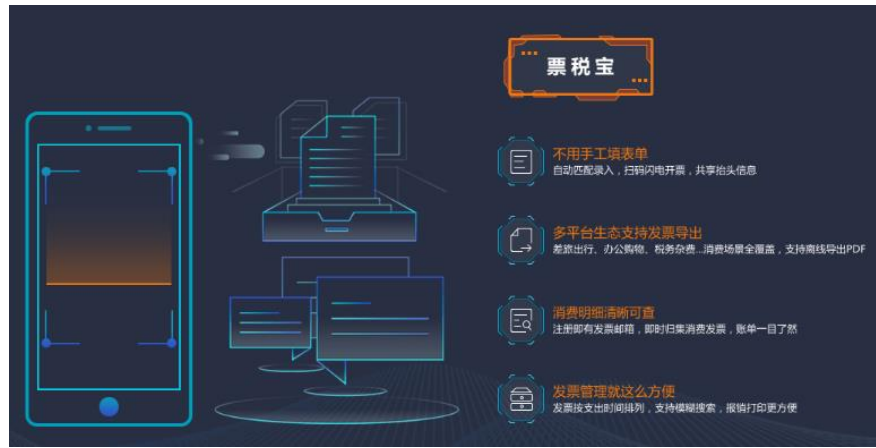 票税宝
不用手工填表单
自动匹配录入，扫码闪电开票，共享抬头信息
多平台生态支持发票导出
差旅出行、办公购物、税务杂费...消费场景全覆盖，支持离线导出PDF
消费明细清晰可查
注册即有发票邮箱，即时归集消费发票，账单一目了然
发票管理就这么方便
发票按支出时间排列，支持模糊搜索，报销打印更方便